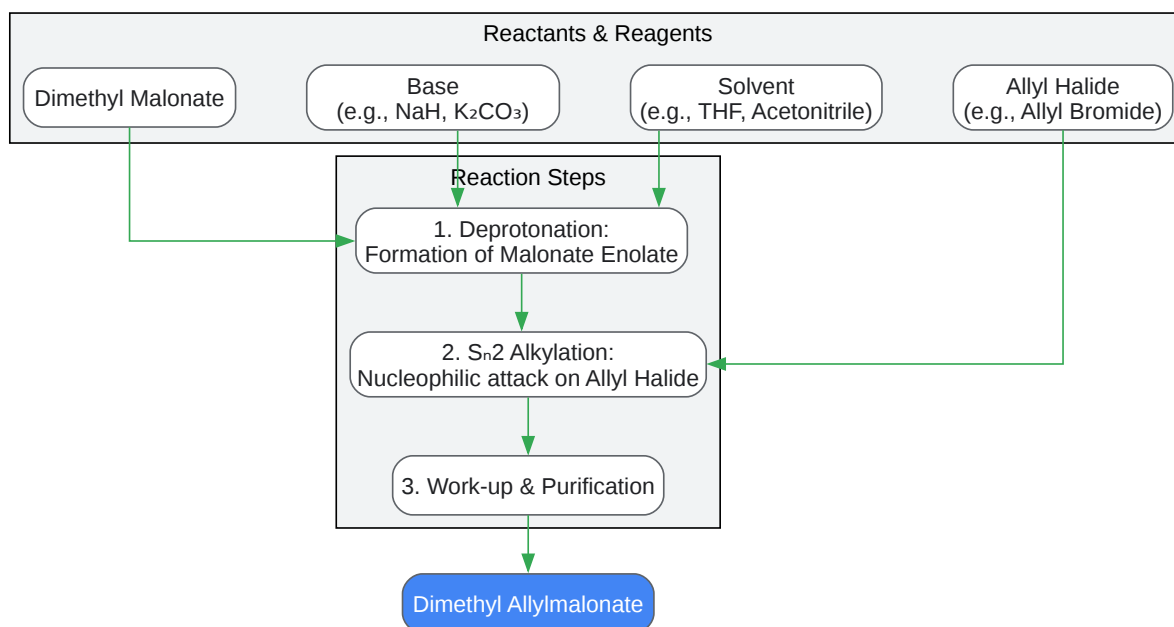 Reactants & Reagents
Dimethyl Malonate
Base
(e.g., NaH, K₂CO₃)
Solvent
(e.g., THF, Acetonitrile)
Allyl Halide
(e.g., Allyl Bromide)
Reaction Steps
1. Deprotonation:
Formation of Malonate Enolate
2. Sₙ2 Alkylation:
Nucleophilic attack on Allyl Halide
3. Work-up & Purification
Dimethyl Allylmalonate